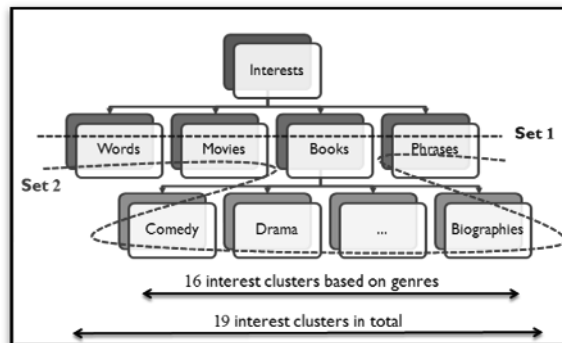 Interests
Words Movies Books Phrases
Set 1
Set 2
Comedy Drama ... Biographies
16 interest clusters based on genres
19 interest clusters in total